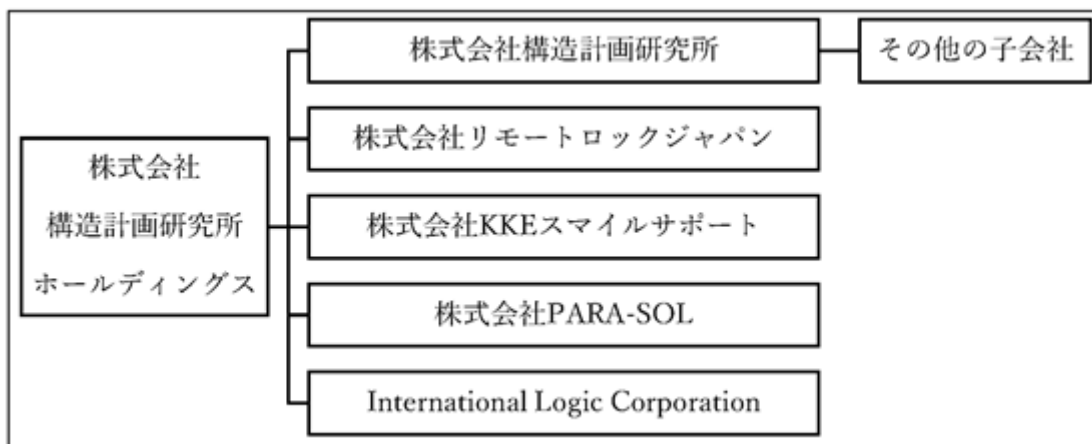 株式会社
構造計画研究所
ホールディングス
株式会社構造計画研究所
その他の子会社
株式会社リモートロックジャパン
株式会社KKEスマイルサポート
株式会社PARA-SOL
International Logic Corporation